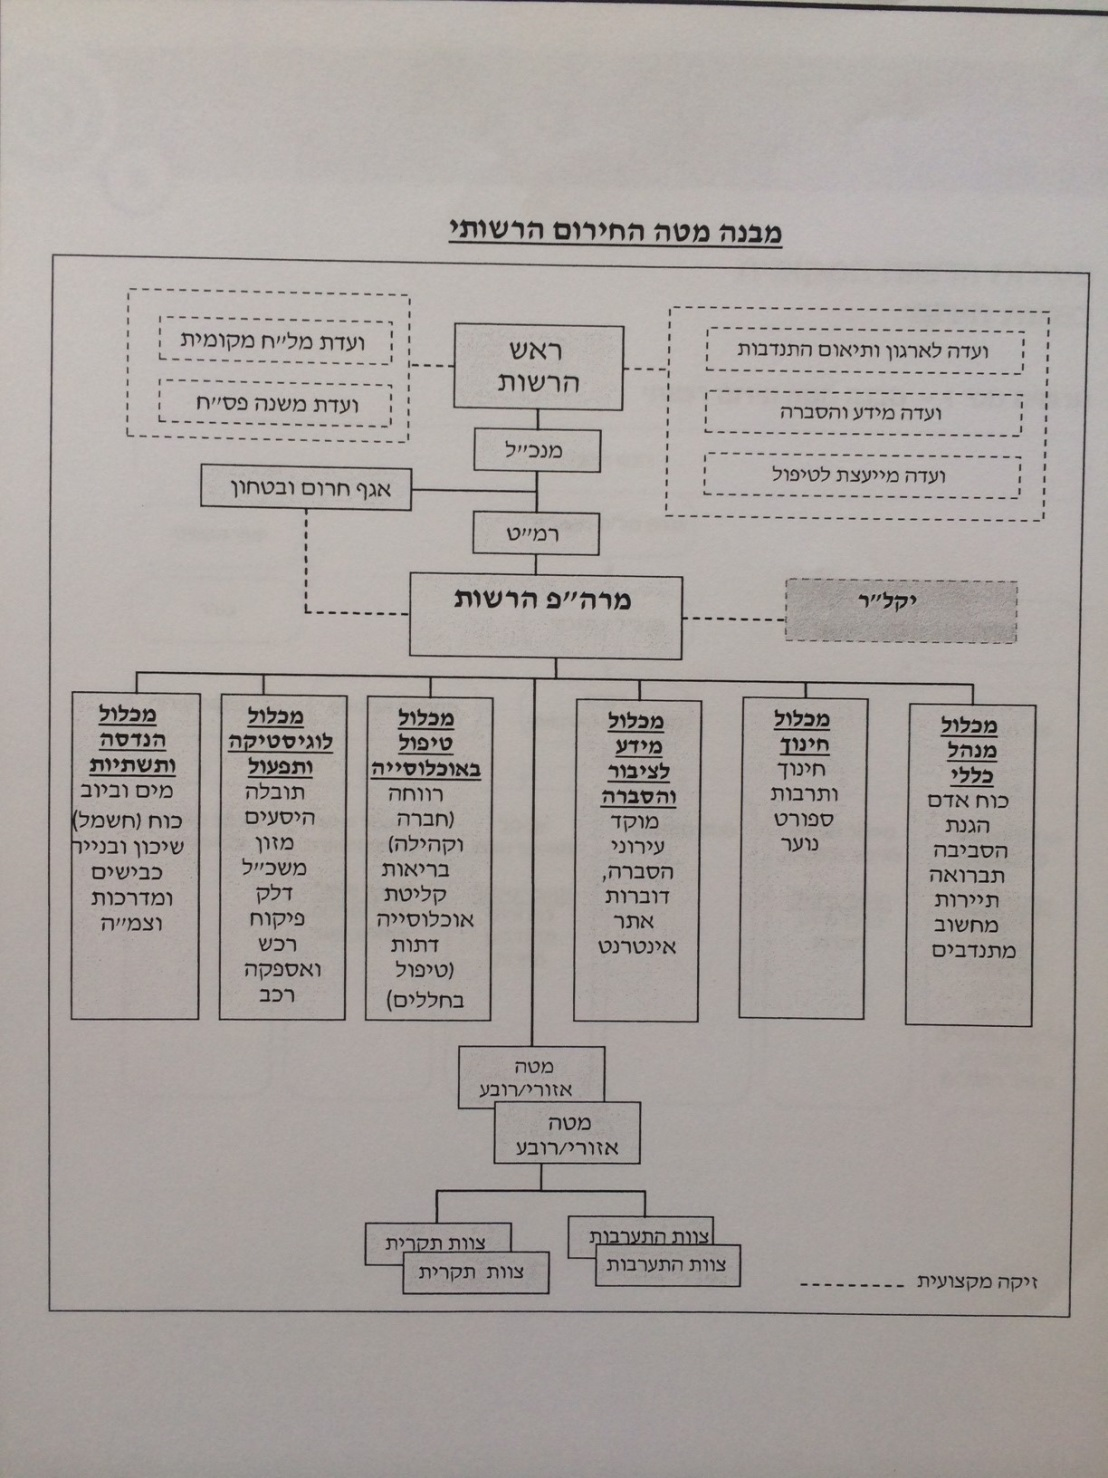 מבנה מטה החירום הרשותי
ועדה לארגון ותיאום התנדבות
ועדה מידע והסברה
ועדה מייעצת לטיפול
ראש
הרשות
ועדת מל״ח מקומית
ועדת משנה פס״ח
מנכ״ל
אגף חרום ובטחון
רמ״ט
מרה״פ הרשות
יקל״ר
מכלול
מנהל
כללי
כוח אדם
הגנת
הסביבה
תברואה
תיירות
מחשוב
מתנדבים
מכלול
חינוך
חינוך
ותרבות
ספורט
נוער
מכלול
מידע
לציבור
והסברה
מוקד
עירוני
הסברה,
דוברות
אתר
אינטרנט
מכלול
טיפול
באוכלוסייה
רווחה
(חברה
וקהילה)
בריאות
קליטת
אוכלוסייה
דתות
(טיפול
בחללים)
מכלול
לוגיסטיקה
ותפעול
תובלה
היסעים
מזון
משכ״ל
דלק
פיקוח
רכש
ואספקה
רכב
מכלול
הנדסה
ותשתיות
מים וביוב
כוח (חשמל)
שיכון ובנייה
כבישים
ומדרכות
וצמ״ה
מטה
אזורי/רובע
מטה
אזורי/רובע
צוות התערבות
צוות התערבות
צוות תקרית
צוות תקרית
זיקה מקצועית